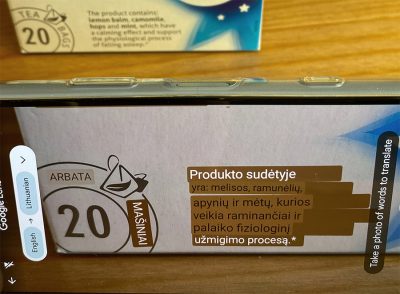 TEA
20
BAGS
The product contains:
lemon balm, camomile,
hops and mint, which have
a calming effect and support
the physiological process
of falling asleep.*
Google Lens
English → Lithuanian
ARBATA
20
MAŠINIAI
Produkto sudėtyje
yra: melisos, ramunėlių,
apynių ir mėtų, kurios
veikia raminančiai ir
palaiko fiziologinį
užmigimo procesą.*
Take a photo of words to translate